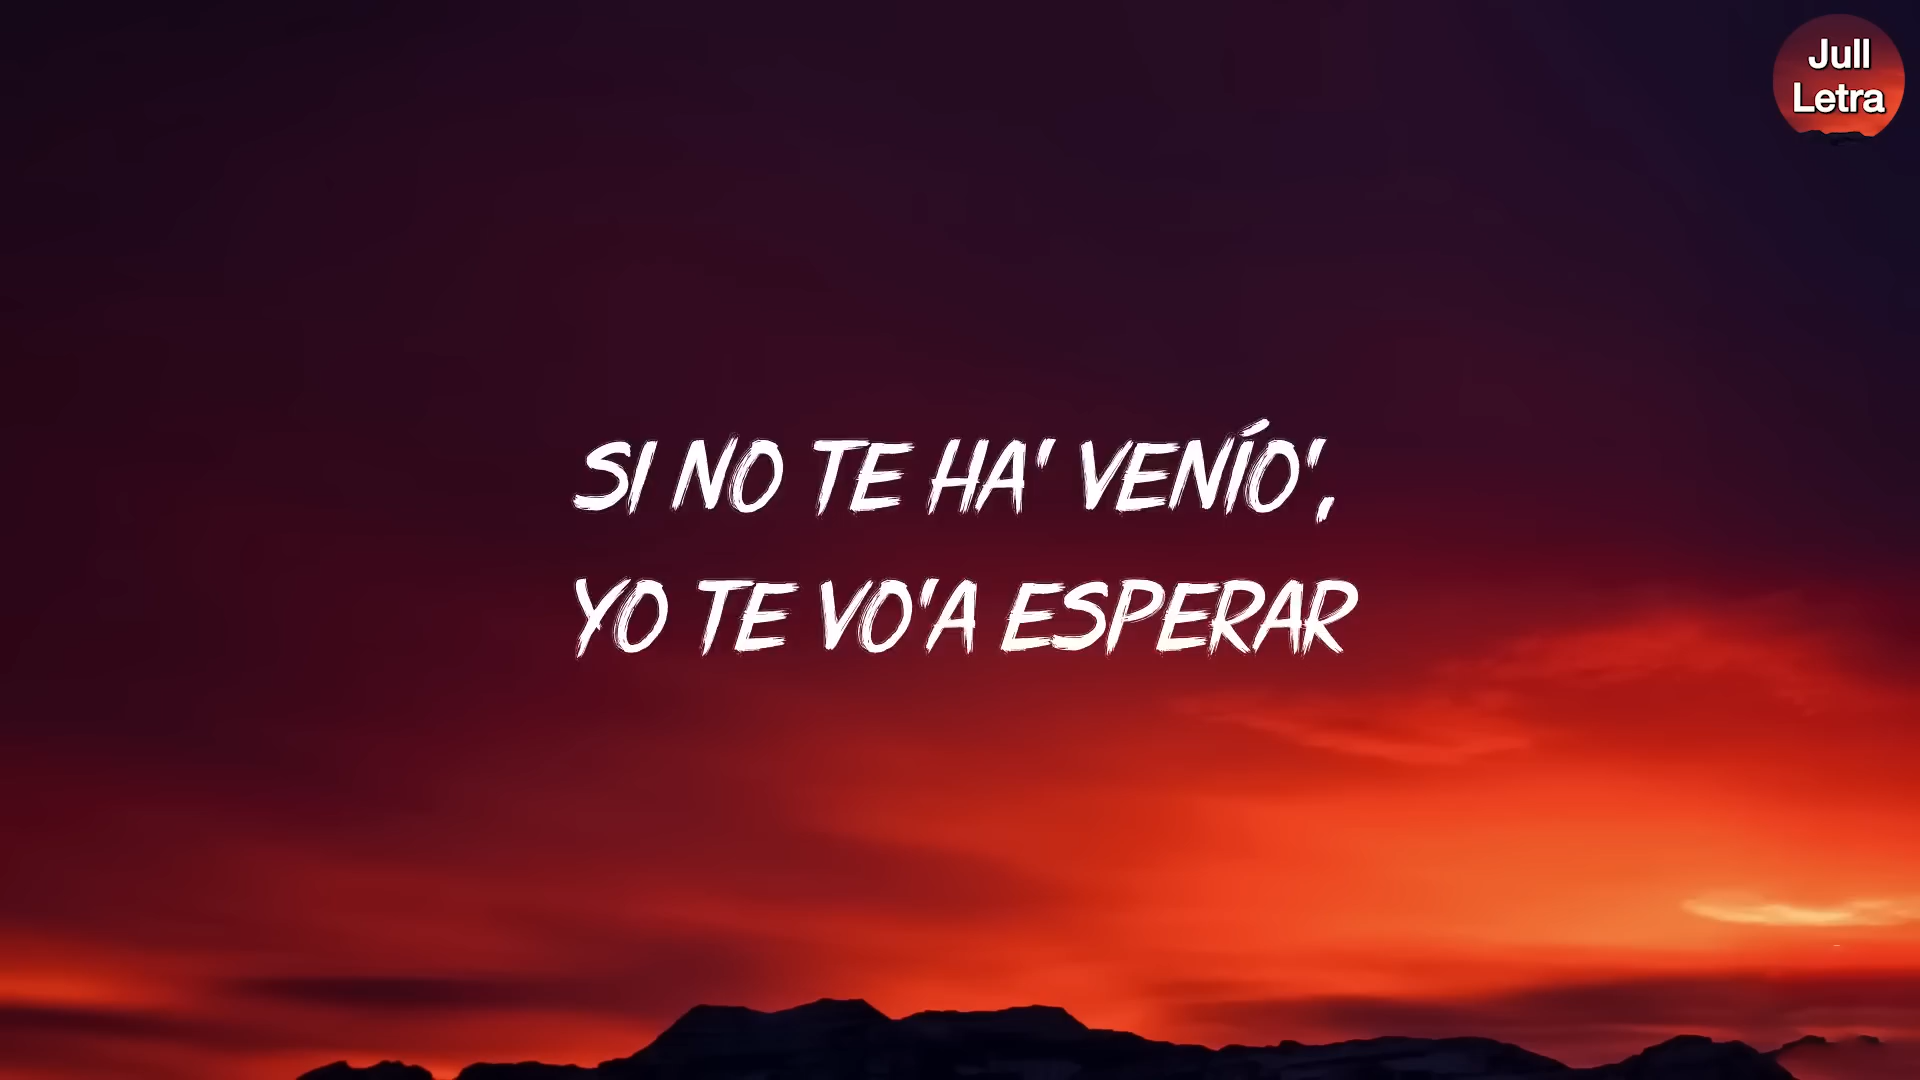 SI NO TE HA' VENÍO',
YO TE VO'A ESPERAR
Jull
Letra